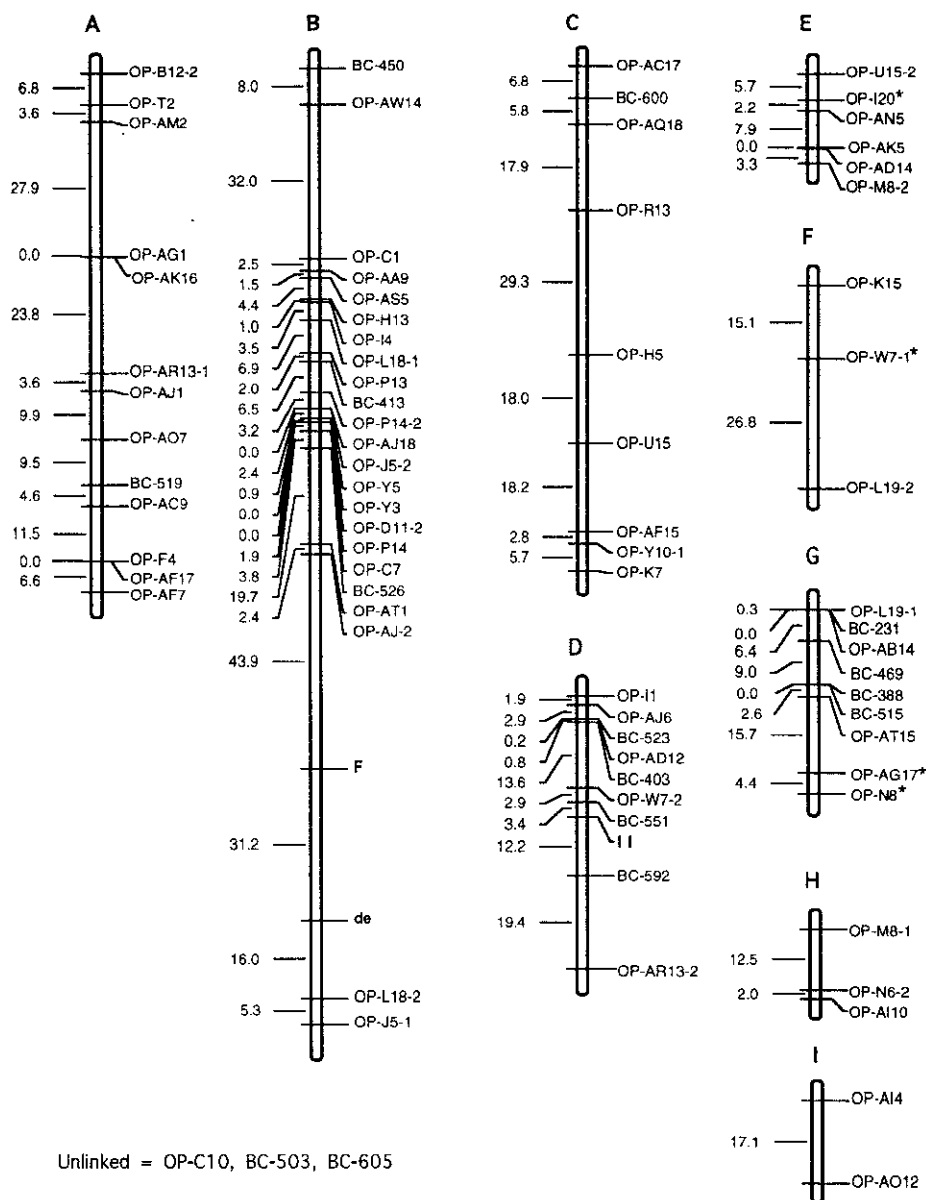 A
OP-B12-2
6.8
OP-T2
3.6
OP-AM2
27.9
0.0
OP-AG1
OP-AK16
23.8
OP-AR13-1
3.6
OP-AJ1
9.9
OP-AO7
9.5
BC-519
4.6
OP-AC9
11.5
OP-F4
0.0
OP-AF17
6.6
OP-AF7
B
BC-450
8.0
OP-AW14
32.0
OP-C1
2.5
OP-AA9
1.5
OP-AS5
4.4
OP-H13
1.0
OP-I4
3.5
OP-L18-1
6.9
OP-P13
2.0
BC-413
6.5
OP-P14-2
3.2
OP-AJ18
0.0
OP-J5-2
2.4
OP-Y5
0.9
OP-Y3
0.0
OP-D11-2
0.0
OP-P14
1.9
OP-C7
3.8
BC-526
19.7
OP-AT1
2.4
OP-AJ-2
43.9
F
31.2
de
16.0
OP-L18-2
5.3
OP-J5-1
C
OP-AC17
6.8
BC-600
5.8
OP-AQ18
17.9
OP-R13
29.3
OP-H5
18.0
OP-U15
18.2
OP-AF15
2.8
OP-Y10-1
5.7
OP-K7
D
OP-I1
1.9
OP-AJ6
2.9
BC-523
0.2
OP-AD12
0.8
BC-403
13.6
OP-W7-2
2.9
BC-551
3.4
l l
12.2
BC-592
19.4
OP-AR13-2
E
OP-U15-2
5.7
OP-I20*
2.2
OP-AN5
7.9
0.0
OP-AK5
3.3
OP-AD14
OP-M8-2
F
OP-K15
15.1
OP-W7-1*
26.8
OP-L19-2
G
0.3
OP-L19-1
0.0
BC-231
6.4
OP-AB14
9.0
BC-469
0.0
BC-388
2.6
BC-515
15.7
OP-AT15
OP-AG17*
4.4
OP-N8*
H
OP-M8-1
12.5
OP-N6-2
2.0
OP-AI10
I
OP-AI4
17.1
OP-AO12
Unlinked = OP-C10, BC-503, BC-605